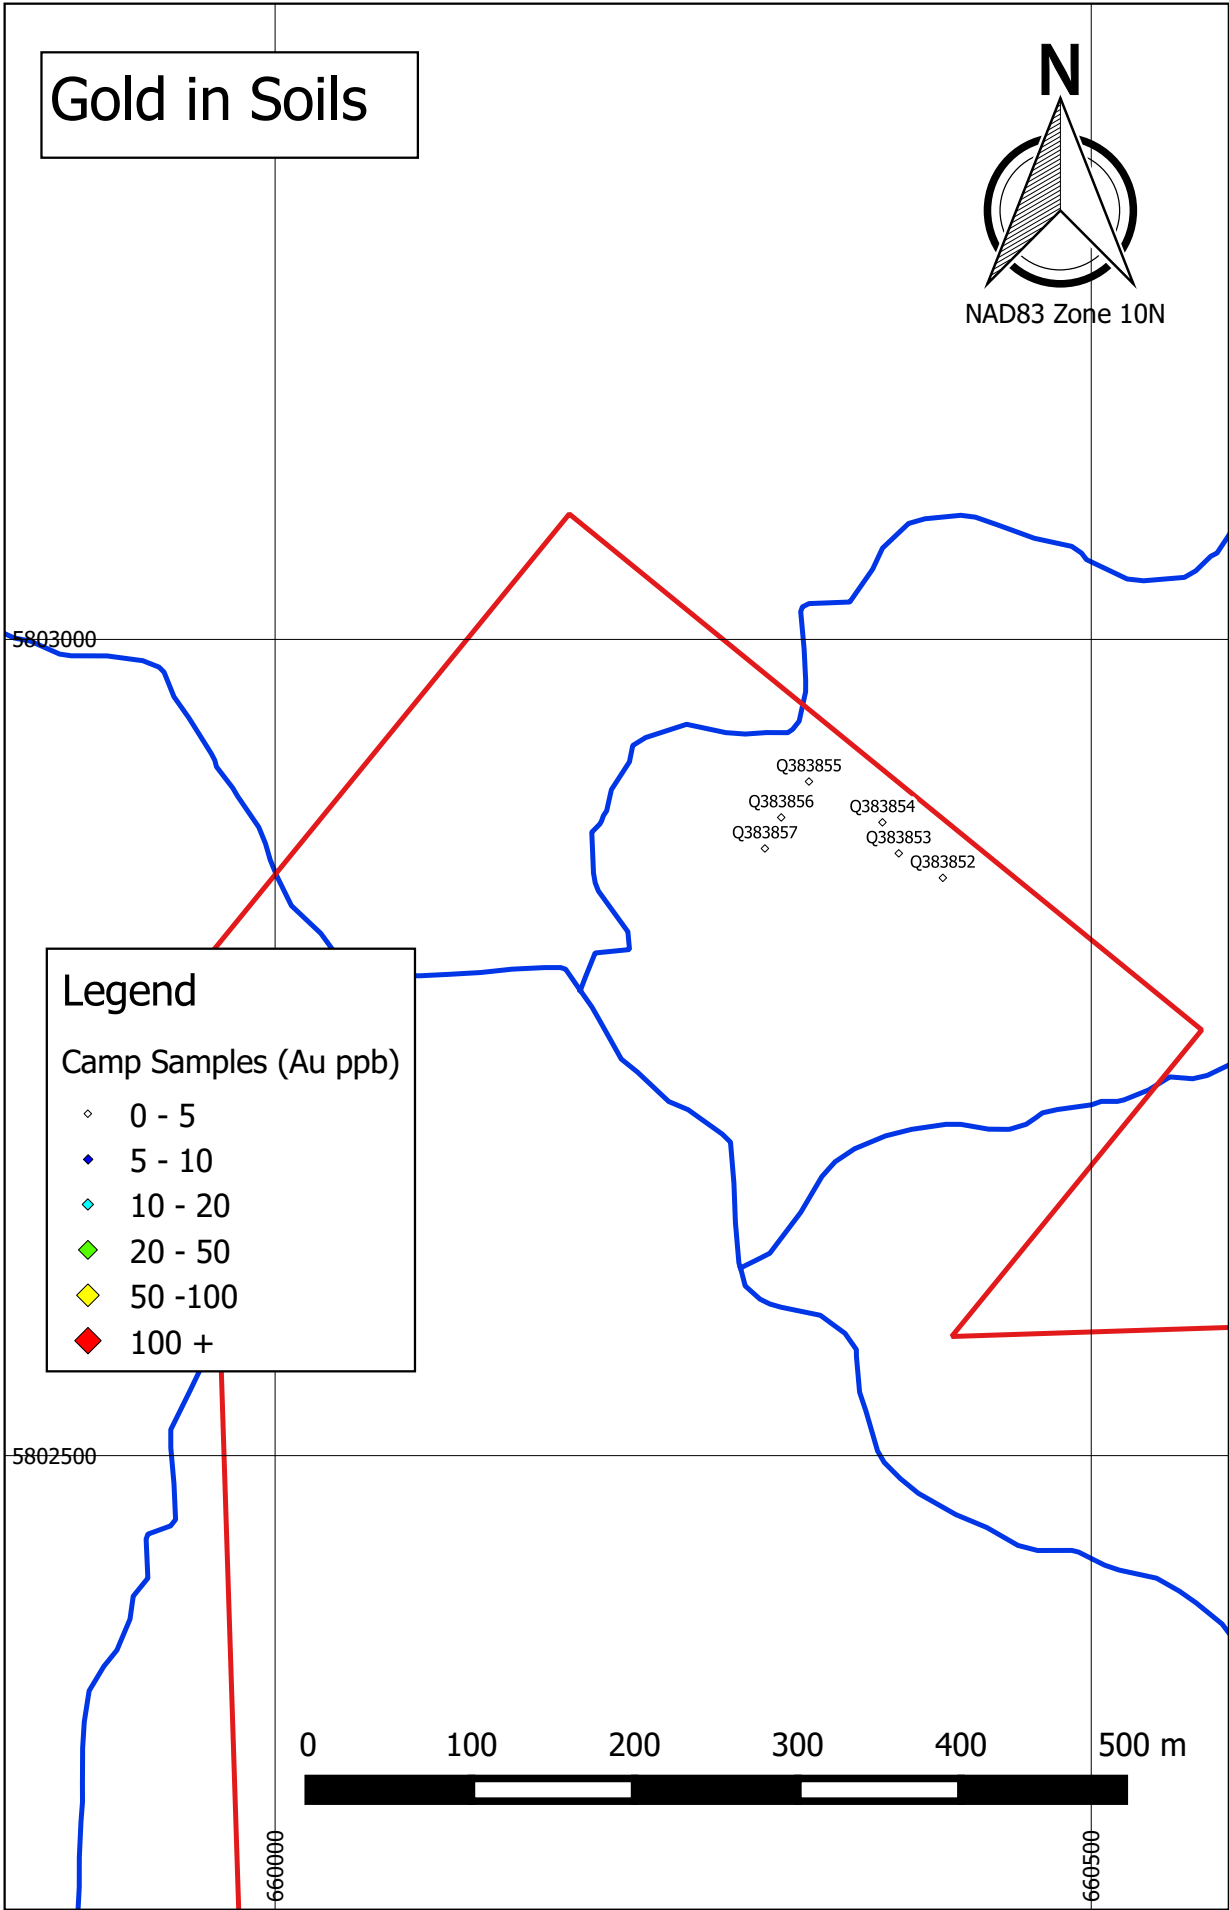 Gold in Soils
N
NAD83 Zone 10N
5803000
Q383855
Q383856
Q383854
Q383857
Q383853
Q383852
Legend
Camp Samples (Au ppb)
0 - 5
5 - 10
10 - 20
20 - 50
50 -100
100 +
5802500
0 100 200 300 400 500 m
660000
660500